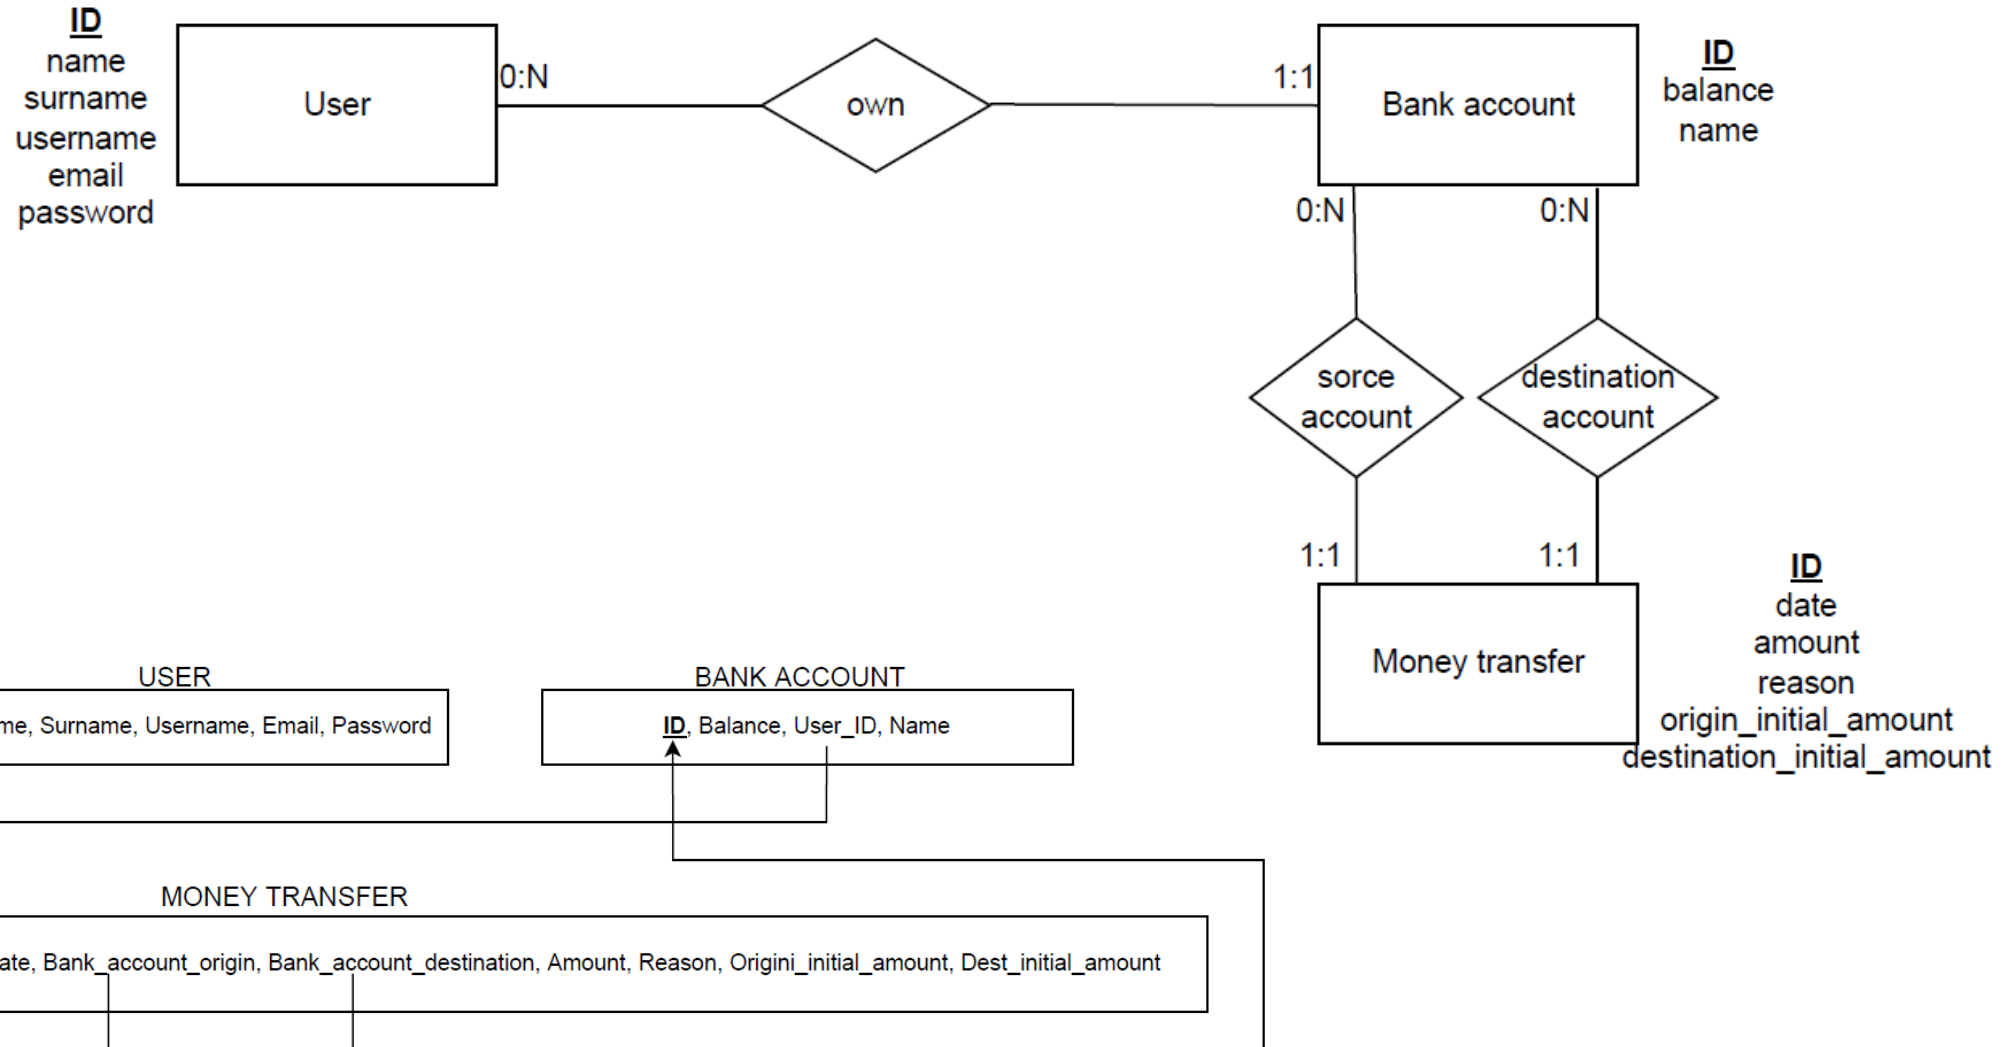 ID
name
surname
username
email
password
User
0:N
own
1:1
Bank account
ID
balance
name
0:N
0:N
sorce
account
destination
account
1:1
1:1
Money transfer
ID
date
amount
reason
origin_initial_amount
destination_initial_amount
USER
me, Surname, Username, Email, Password
BANK ACCOUNT
ID, Balance, User_ID, Name
MONEY TRANSFER
ate, Bank_account_origin, Bank_account_destination, Amount, Reason, Origini_initial_amount, Dest_initial_amount